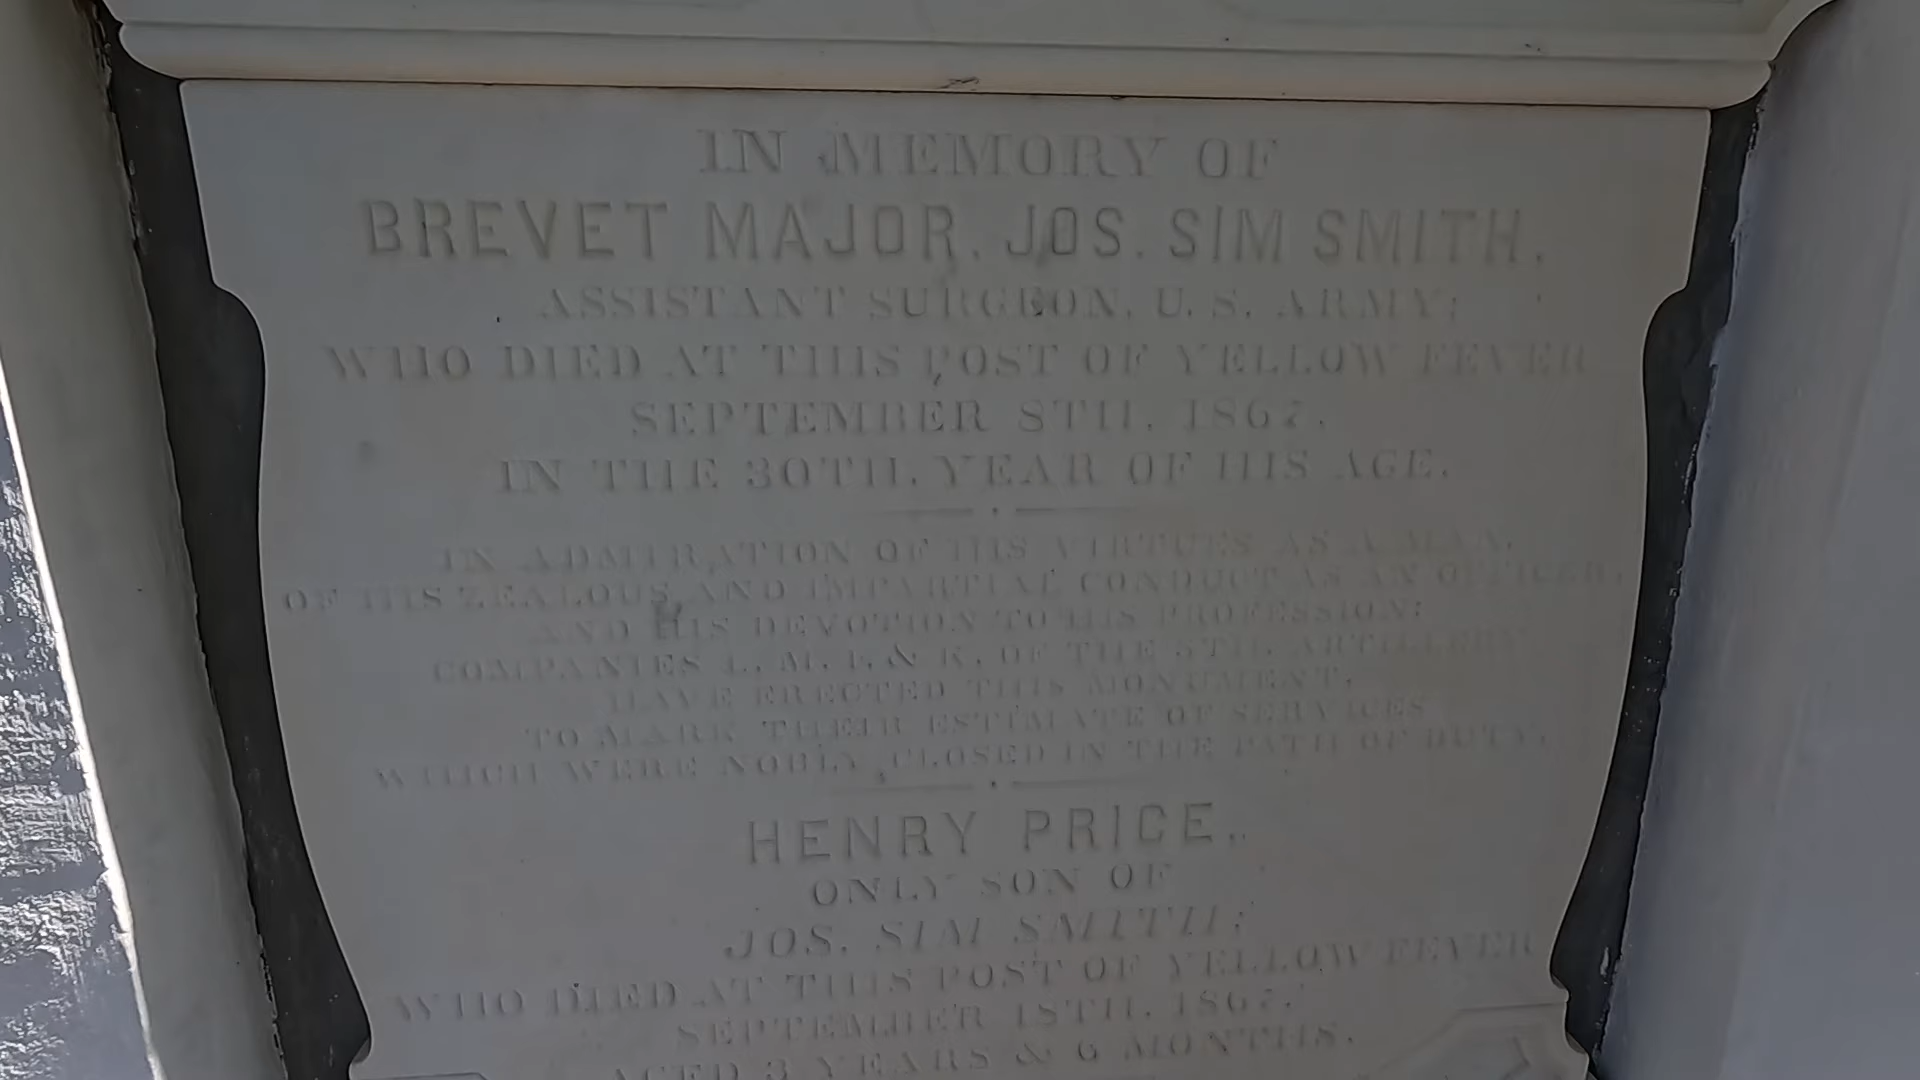 IN MEMORY OF
BREVET MAJOR, JOS. SIM SMITH.
ASSISTANT SURGEON, U. S. ARMY;
WHO DIED AT THIS POST OF YELLOW FEVER
SEPTEMBER 8TH. 1867.
IN THE 30TH. YEAR OF HIS AGE.
IN ADMIRATION OF HIS VIRTUES AS A MAN,
OF HIS ZEALOUS AND IMPARTIAL CONDUCT AS AN OFFICER,
AND HIS DEVOTION TO HIS PROFESSION;
COMPANIES L. M. I. & K. OF THE 5TH. ARTILLERY
HAVE ERECTED THIS MONUMENT,
TO MARK THEIR ESTIMATE OF SERVICES
WHICH WERE NOBLY CLOSED IN THE PATH OF DUTY.
HENRY PRICE,
ONLY SON OF
JOS. SIM SMITH;
WHO DIED AT THIS POST OF YELLOW FEVER
SEPTEMBER 18TH. 1867.
AGED 3 YEARS & 6 MONTHS.